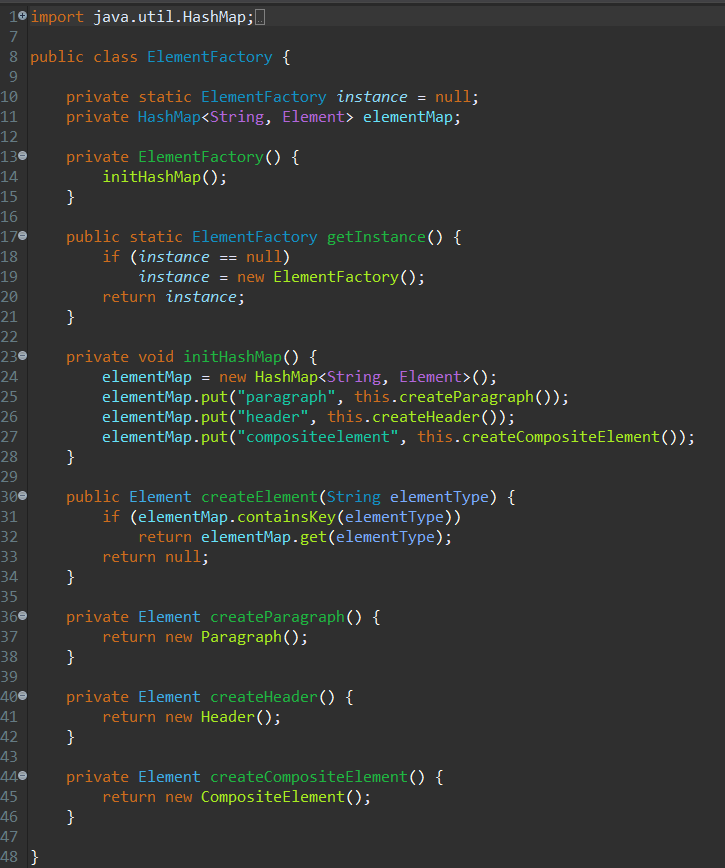 1 import java.util.HashMap;
7
8 public class ElementFactory {
9
10     private static ElementFactory instance = null;
11     private HashMap<String, Element> elementMap;
12
13     private ElementFactory() {
14         initHashMap();
15     }
16
17     public static ElementFactory getInstance() {
18         if (instance == null)
19             instance = new ElementFactory();
20         return instance;
21     }
22
23     private void initHashMap() {
24         elementMap = new HashMap<String, Element>();
25         elementMap.put("paragraph", this.createParagraph());
26         elementMap.put("header", this.createHeader());
27         elementMap.put("compositeelement", this.createCompositeElement());
28     }
29
30     public Element createElement(String elementType) {
31         if (elementMap.containsKey(elementType))
32             return elementMap.get(elementType);
33         return null;
34     }
35
36     private Element createParagraph() {
37         return new Paragraph();
38     }
39
40     private Element createHeader() {
41         return new Header();
42     }
43
44     private Element createCompositeElement() {
45         return new CompositeElement();
46     }
47
48 }